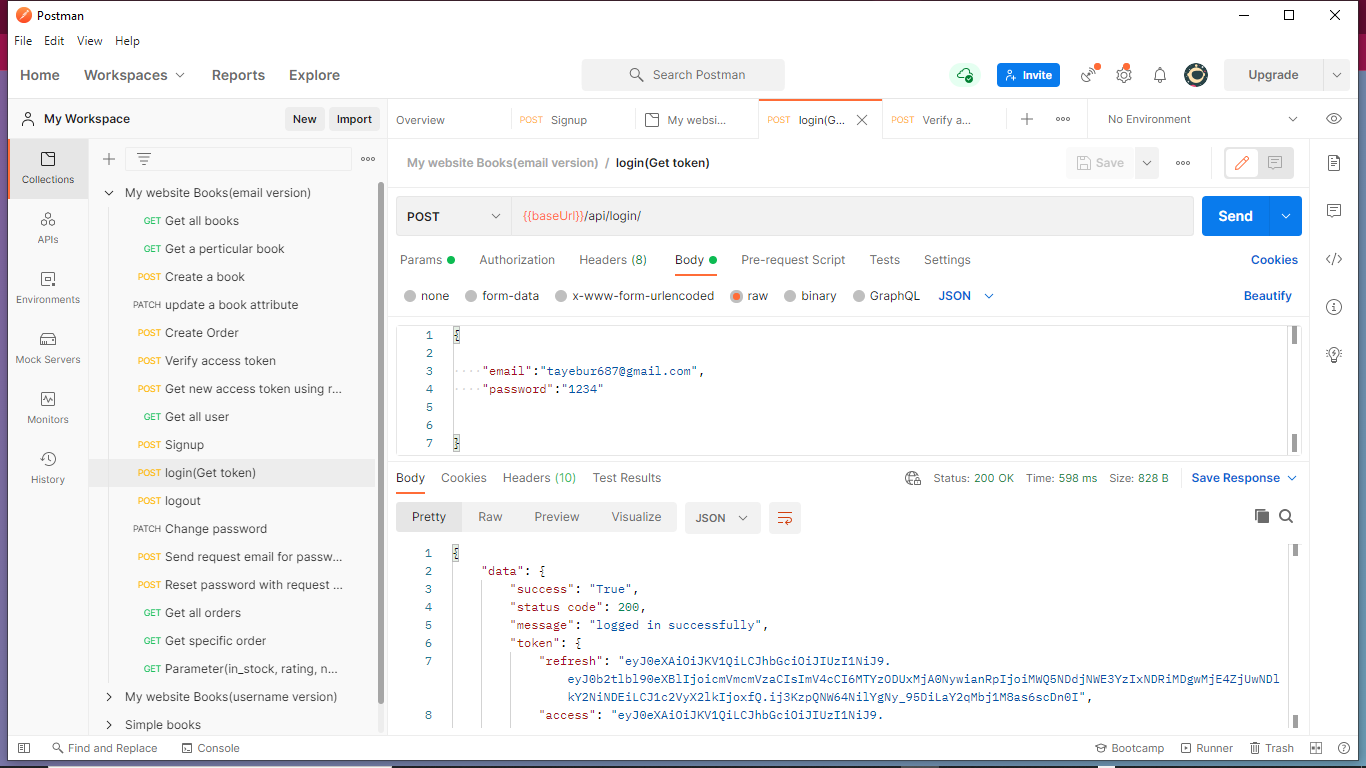 Postman
File Edit View Help
Home Workspaces Reports Explore Search Postman Invite Upgrade
My Workspace New Import
Overview POST Signup My websi... POST login(G... POST Verify a... No Environment
My website Books(email version) / login(Get token) Save
POST {{baseUrl}}/api/login/ Send
Params Authorization Headers (8) Body Pre-request Script Tests Settings Cookies
none form-data x-www-form-urlencoded raw binary GraphQL JSON Beautify
1 {
2
3 "email":"tayebur687@gmail.com",
4 "password":"1234"
5
6
7 }
Collections
APIs
Environments
Mock Servers
Monitors
History
My website Books(email version)
GET Get all books
GET Get a perticular book
POST Create a book
PATCH update a book attribute
POST Create Order
POST Verify access token
POST Get new access token using r...
GET Get all user
POST Signup
POST login(Get token)
POST logout
PATCH Change password
POST Send request email for passw...
POST Reset password with request ...
GET Get all orders
GET Get specific order
GET Parameter(in_stock, rating, n...
My website Books(username version)
Simple books
Body Cookies Headers (10) Test Results Status: 200 OK Time: 598 ms Size: 828 B Save Response
Pretty Raw Preview Visualize JSON
1 {
2 "data": {
3 "success": "True",
4 "status code": 200,
5 "message": "logged in successfully",
6 "token": {
7 "refresh": "eyJ0eXAiOiJKV1QiLCJhbGciOiJIUzI1NiJ9.
eyJ0b2tlbl90eXBlIjoicmVmcmVzaCIsImV4cCI6MTYzODUxMjA0NywianRpIjoiMWQ5NDdjNWE3YzIxNDRiMDgwMjE4ZjUwNDlkY2NiNDEiLCJ1c2VyX2lkIjoxfQ.ij3KzpQNW64NilYgNy_95DiLaY2qMbj1M8as6scDn0I",
8 "access": "eyJ0eXAiOiJKV1QiLCJhbGciOiJIUzI1NiJ9.
Find and Replace Console Bootcamp Runner Trash